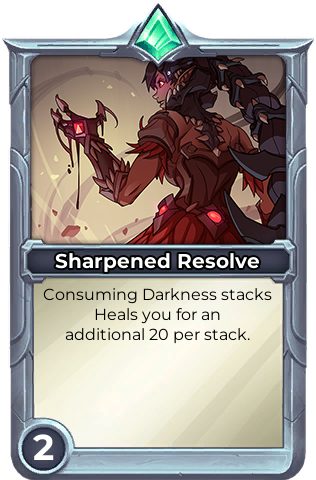 Sharpened Resolve
Consuming Darkness stacks
Heals you for an
additional 20 per stack.
2